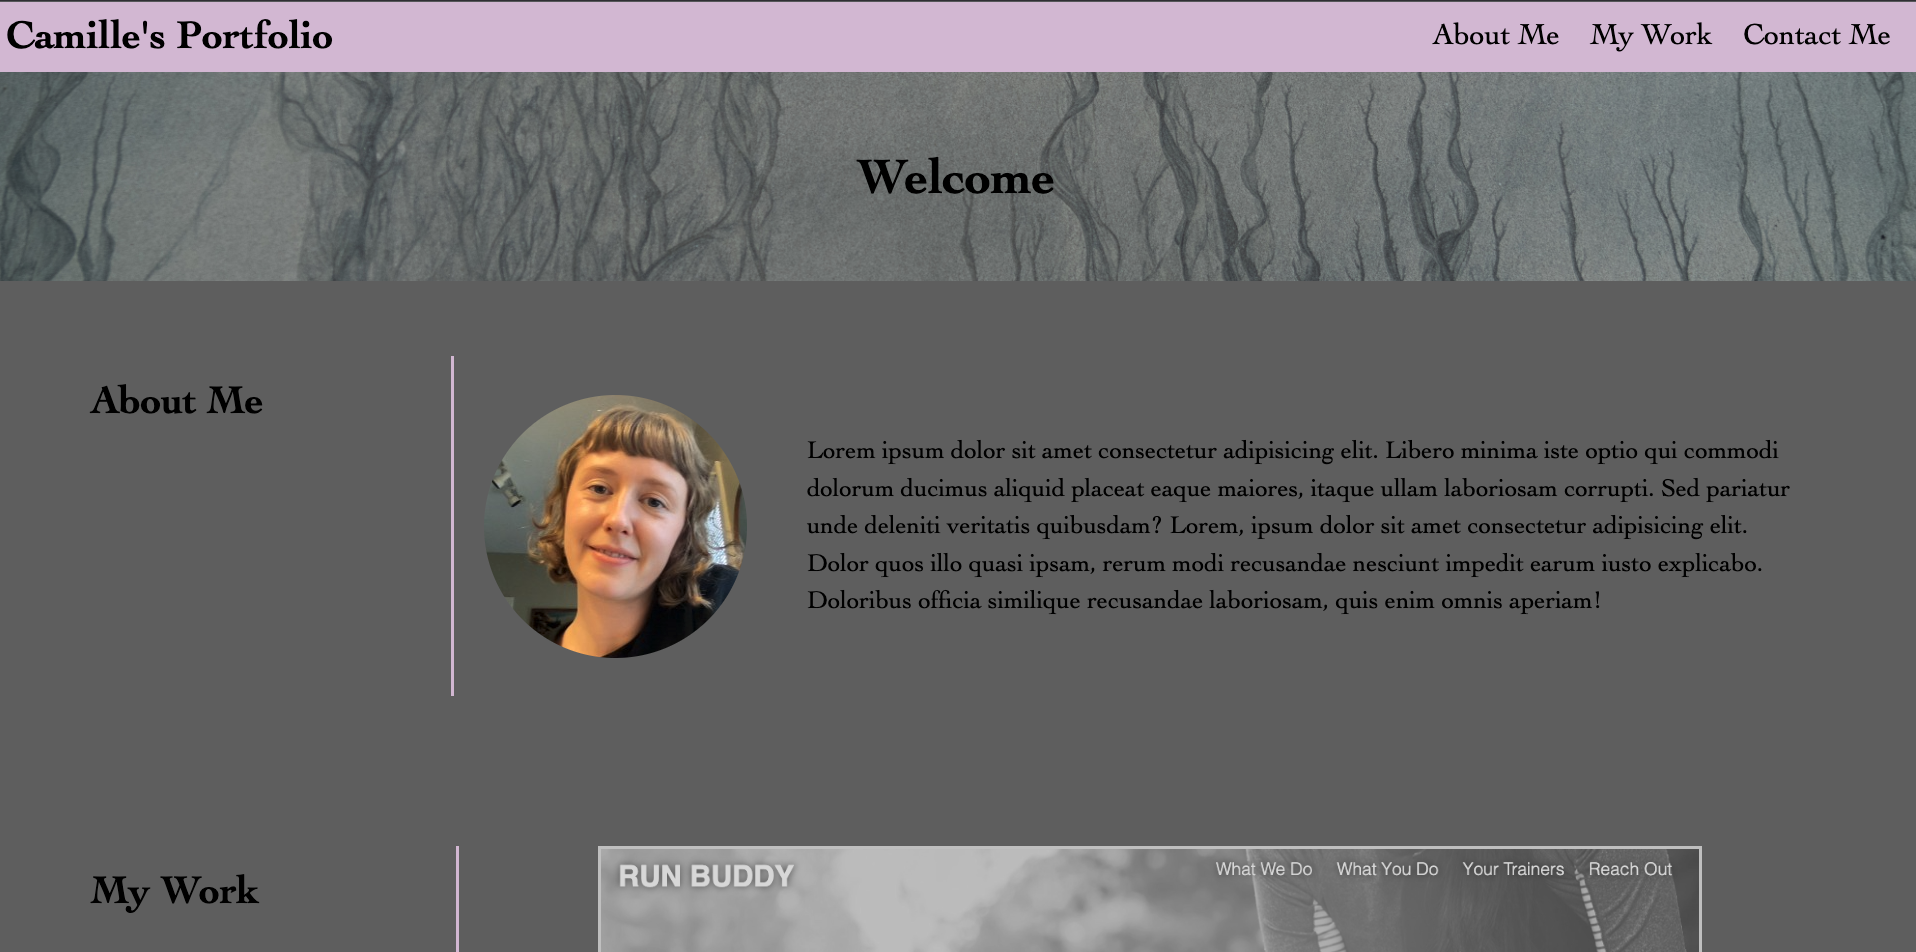 Camille's Portfolio
About Me My Work Contact Me
Welcome
About Me
Lorem ipsum dolor sit amet consectetur adipisicing elit. Libero minima iste optio qui commodi
dolorum ducimus aliquid placeat eaque maiores, itaque ullam laboriosam corrupti. Sed pariatur
unde deleniti veritatis quibusdam? Lorem, ipsum dolor sit amet consectetur adipisicing elit.
Dolor quos illo quasi ipsam, rerum modi recusandae nesciunt impedit earum iusto explicabo.
Doloribus officia similique recusandae laboriosam, quis enim omnis aperiam!
My Work
RUN BUDDY
What We Do What You Do Your Trainers Reach Out